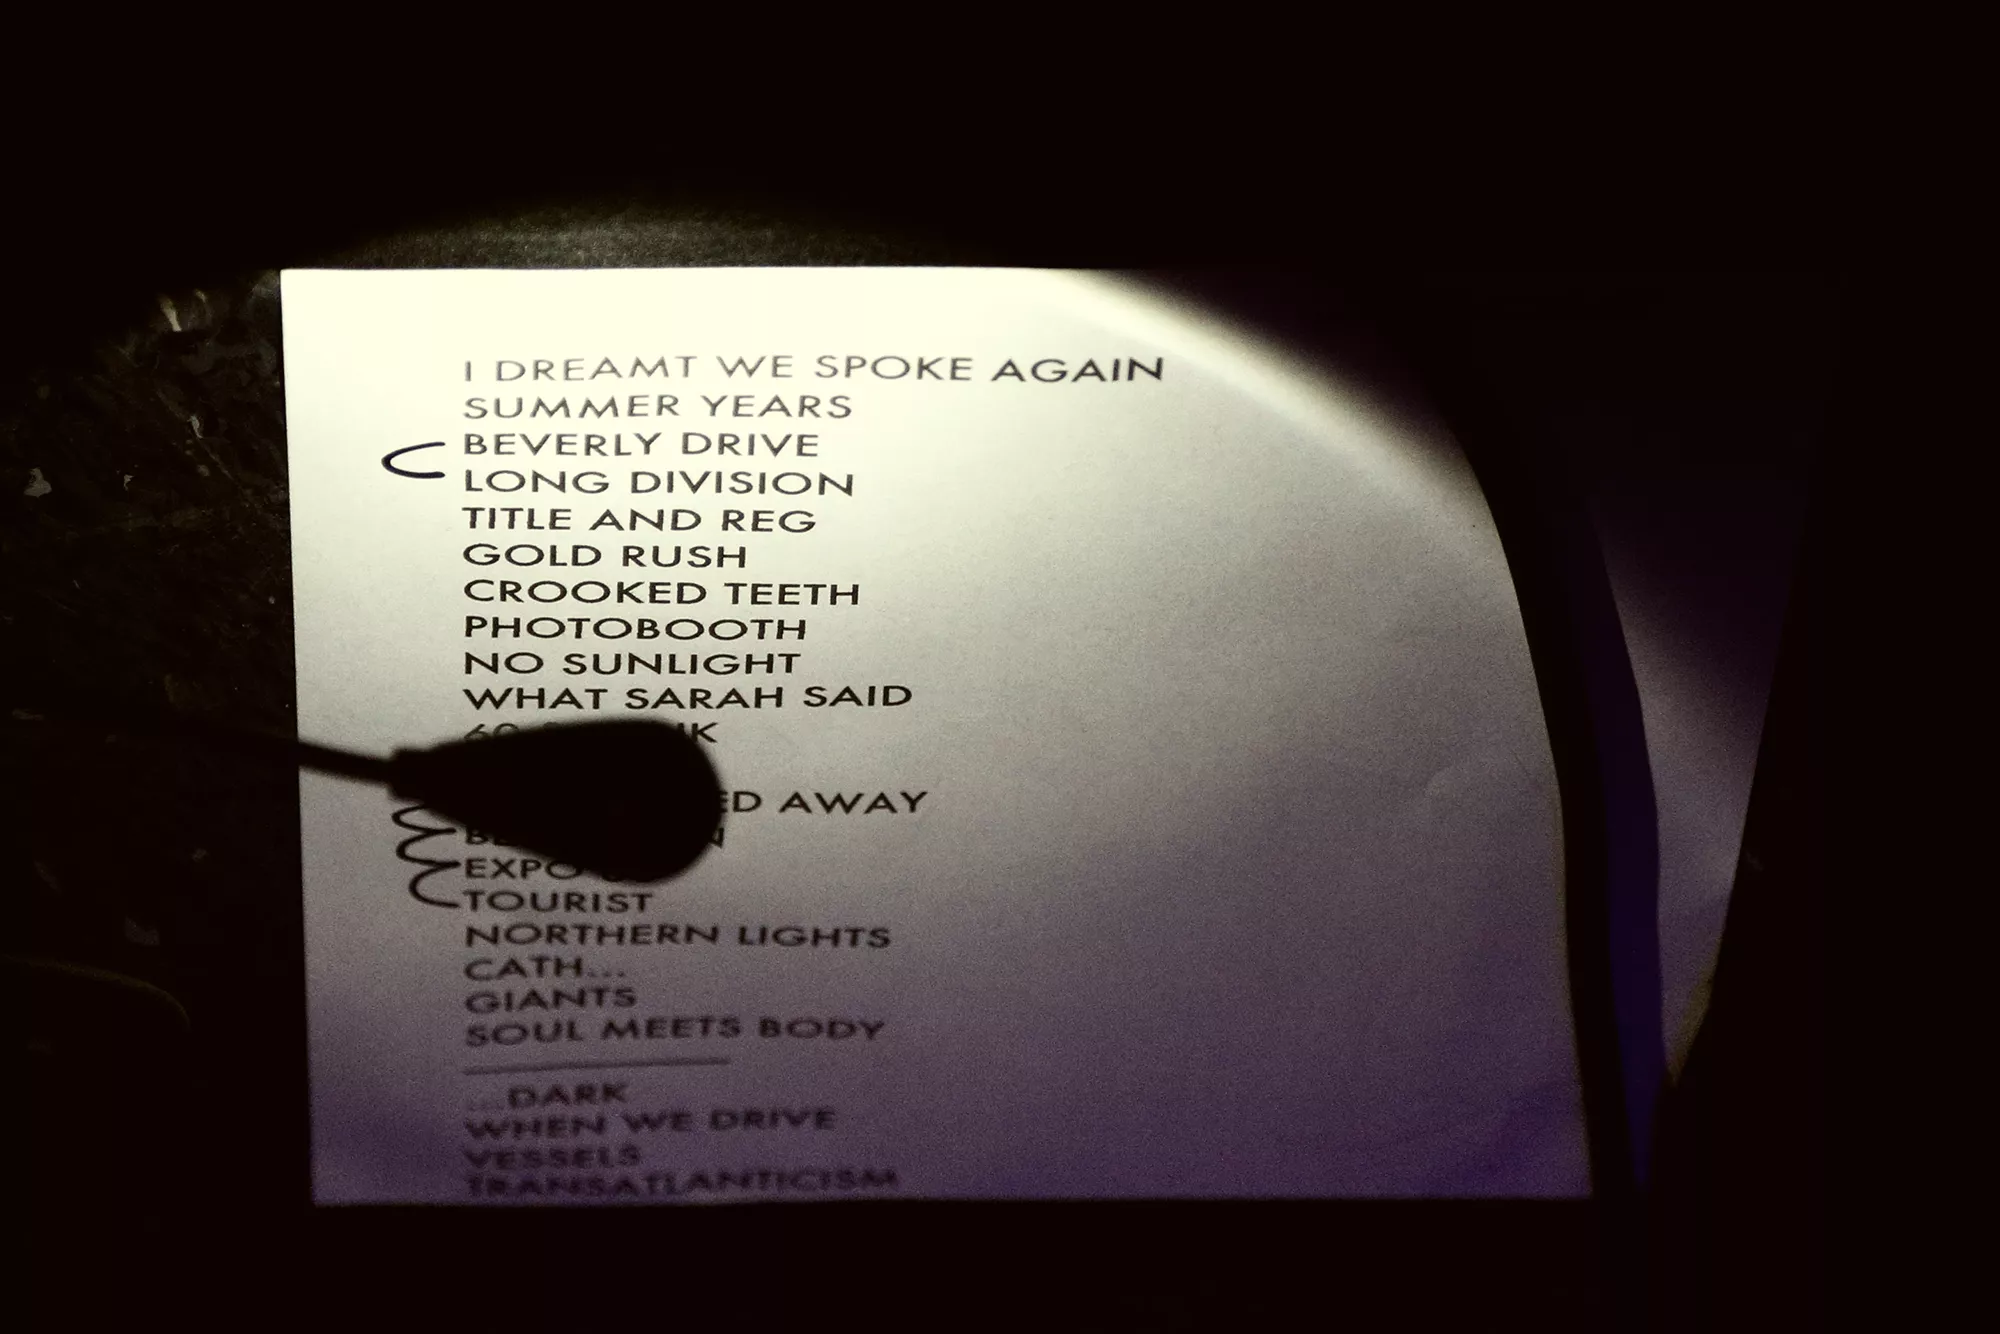 I DREAMT WE SPOKE AGAIN
SUMMER YEARS
BEVERLY DRIVE
LONG DIVISION
TITLE AND REG
GOLD RUSH
CROOKED TEETH
PHOTOBOOTH
NO SUNLIGHT
WHAT SARAH SAID
60
AWAY
EXPO
TOURIST
NORTHERN LIGHTS
CATH...
GIANTS
SOUL MEETS BODY
...DARK
WHEN WE DRIVE
VESSELS
TRANSATLANTICISM